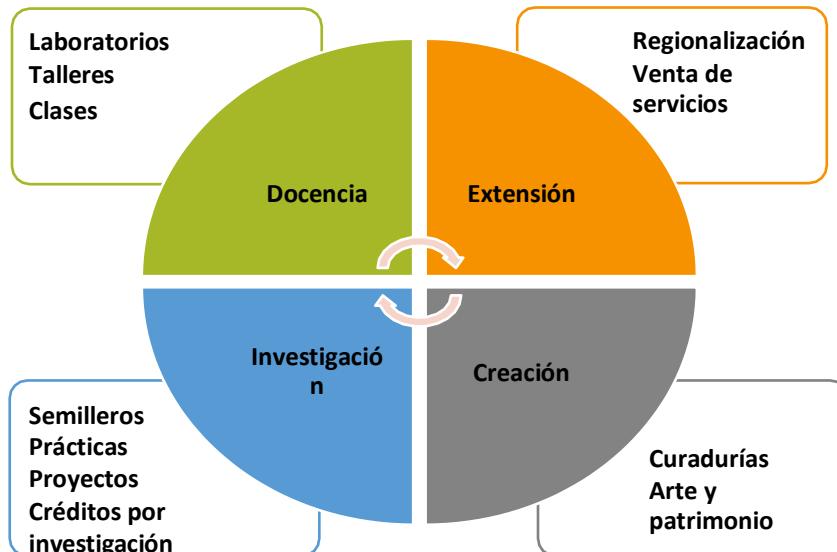 Laboratorios
Talleres
Clases
Regionalización
Venta de
servicios
Docencia
Extensión
Investigació
n
Creación
Semilleros
Prácticas
Proyectos
Créditos por
investigación
Curadurías
Arte y
patrimonio